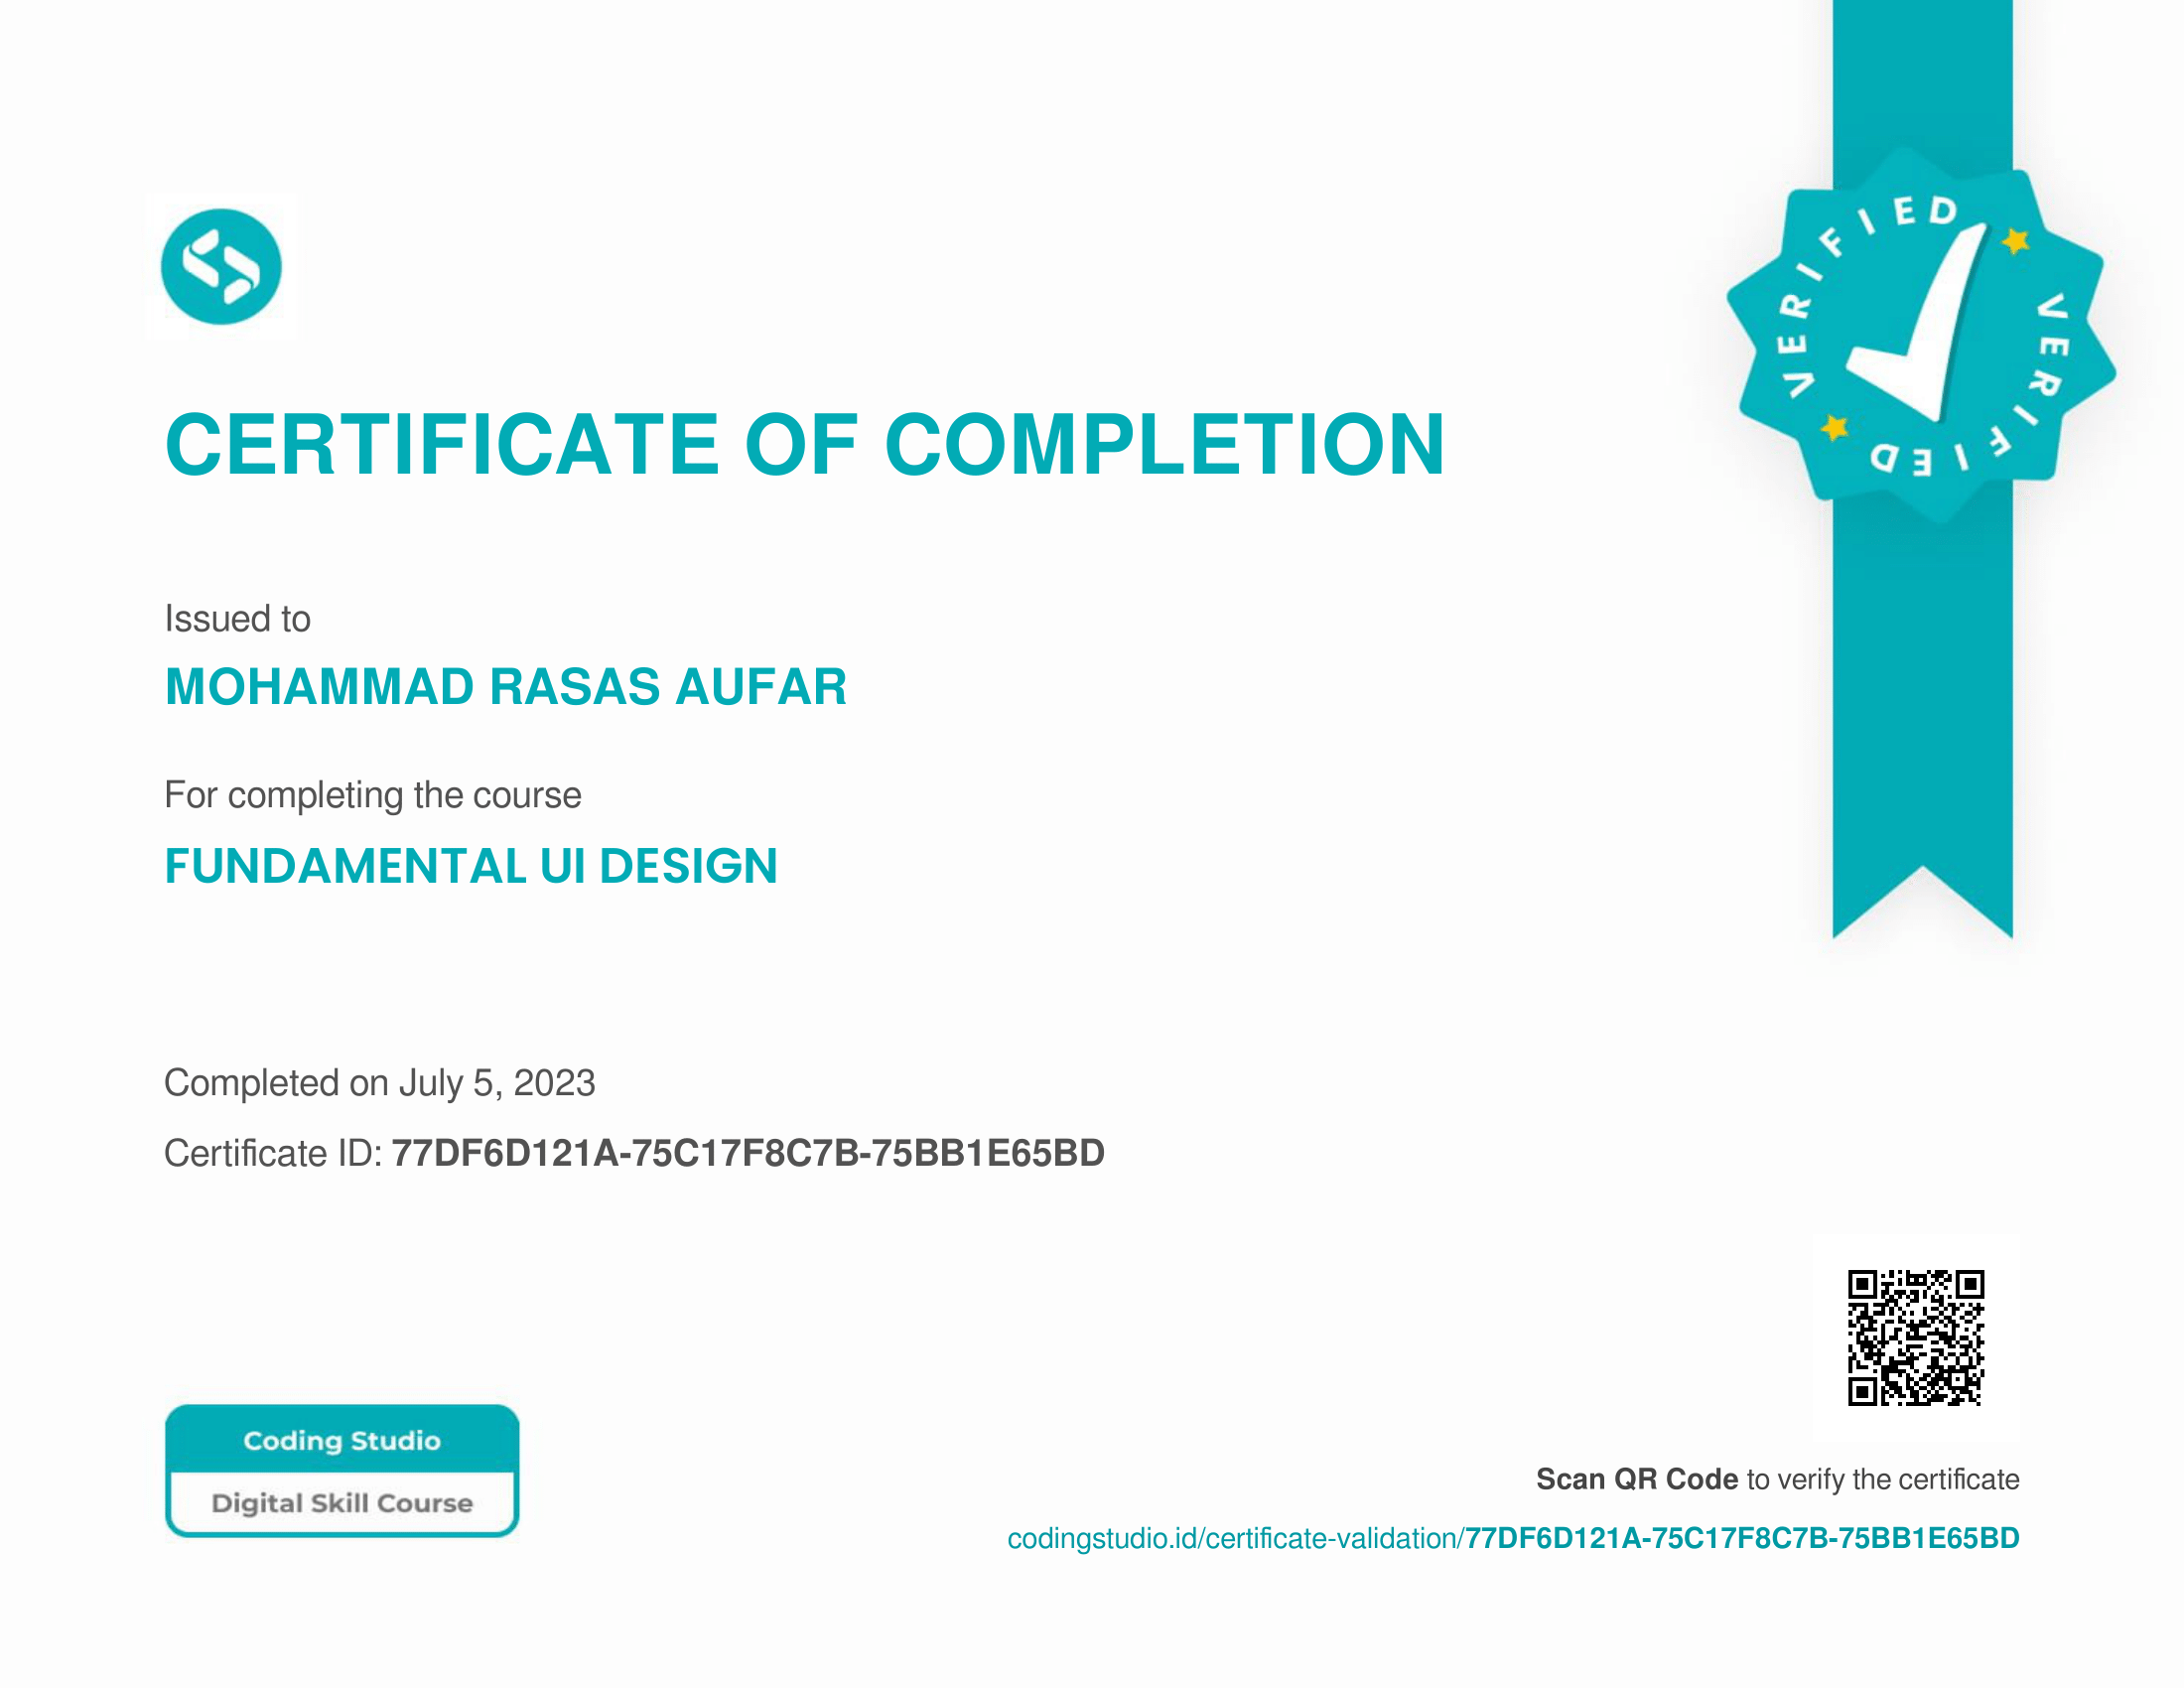 VERIFIED VERIFIED
CERTIFICATE OF COMPLETION
Issued to
MOHAMMAD RASAS AUFAR
For completing the course
FUNDAMENTAL UI DESIGN
Completed on July 5, 2023
Certificate ID: 77DF6D121A-75C17F8C7B-75BB1E65BD
Coding Studio
Digital Skill Course
Scan QR Code to verify the certificate
codingstudio.id/certificate-validation/77DF6D121A-75C17F8C7B-75BB1E65BD